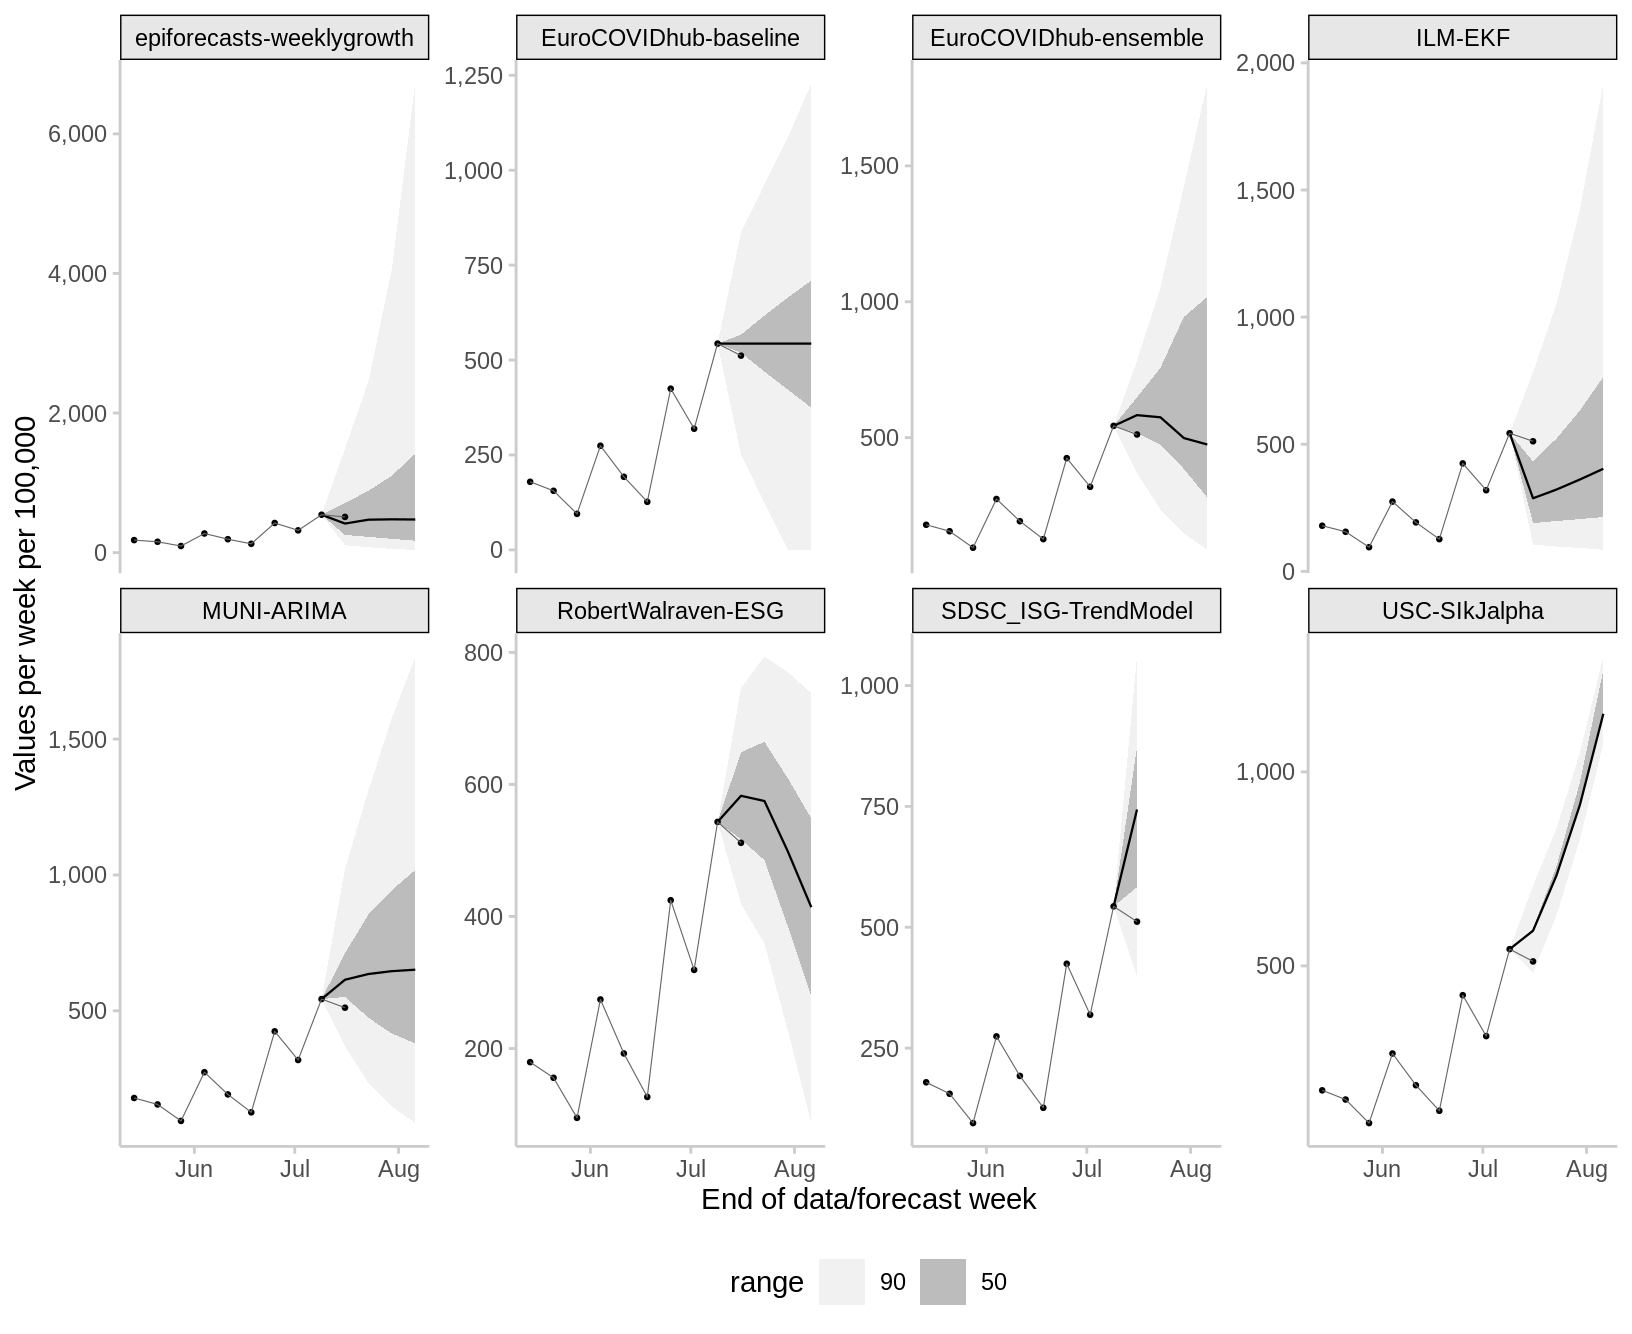 epiforecasts-weeklygrowth
EuroCOVIDhub-baseline
EuroCOVIDhub-ensemble
ILM-EKF
6,000
4,000
2,000
0
1,250
1,000
750
500
250
0
1,500
1,000
500
2,000
1,500
1,000
500
0
MUNI-ARIMA
RobertWalraven-ESG
SDSC_ISG-TrendModel
USC-SIkJalpha
1,500
1,000
500
800
600
400
200
1,000
750
500
250
1,000
500
Jun Jul Aug
Jun Jul Aug
Jun Jul Aug
Jun Jul Aug
Values per week per 100,000
End of data/forecast week
range 90 50